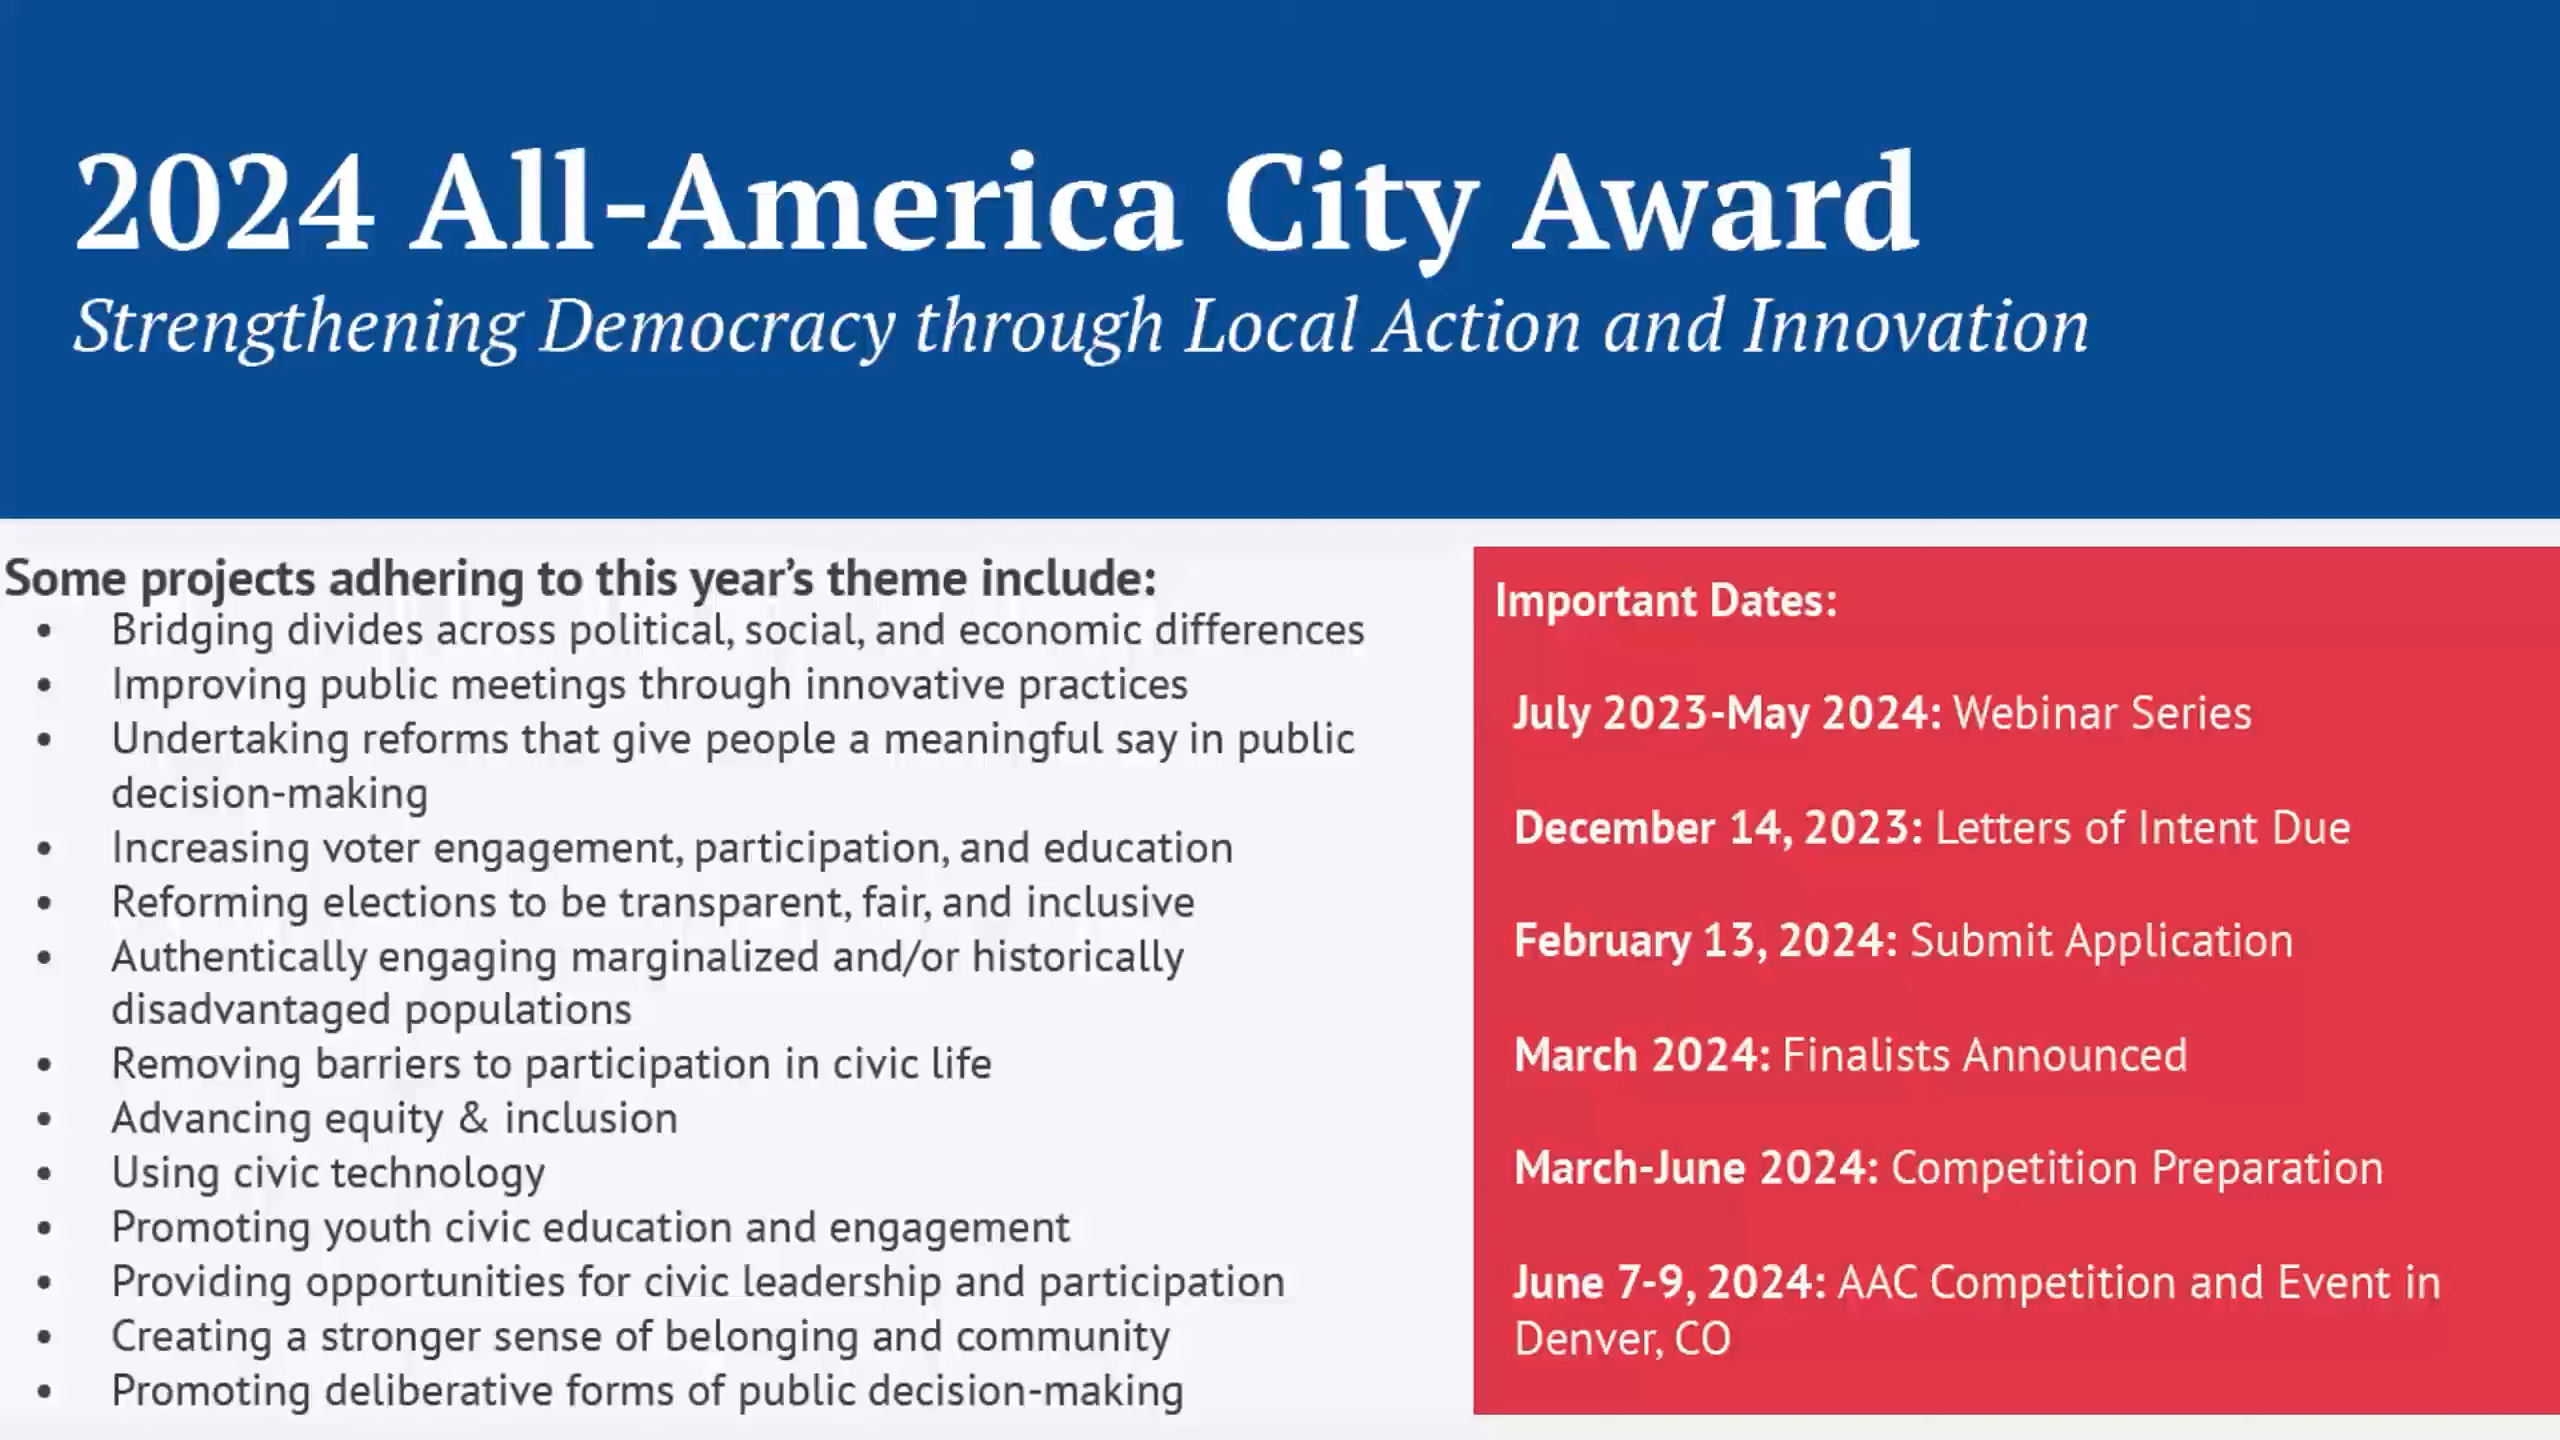 2024 All-America City Award
Strengthening Democracy through Local Action and Innovation
Some projects adhering to this year’s theme include:
• Bridging divides across political, social, and economic differences
• Improving public meetings through innovative practices
• Undertaking reforms that give people a meaningful say in public
decision-making
• Increasing voter engagement, participation, and education
• Reforming elections to be transparent, fair, and inclusive
• Authentically engaging marginalized and/or historically
disadvantaged populations
• Removing barriers to participation in civic life
• Advancing equity & inclusion
• Using civic technology
• Promoting youth civic education and engagement
• Providing opportunities for civic leadership and participation
• Creating a stronger sense of belonging and community
• Promoting deliberative forms of public decision-making
Important Dates:
July 2023-May 2024: Webinar Series
December 14, 2023: Letters of Intent Due
February 13, 2024: Submit Application
March 2024: Finalists Announced
March-June 2024: Competition Preparation
June 7-9, 2024: AAC Competition and Event in
Denver, CO